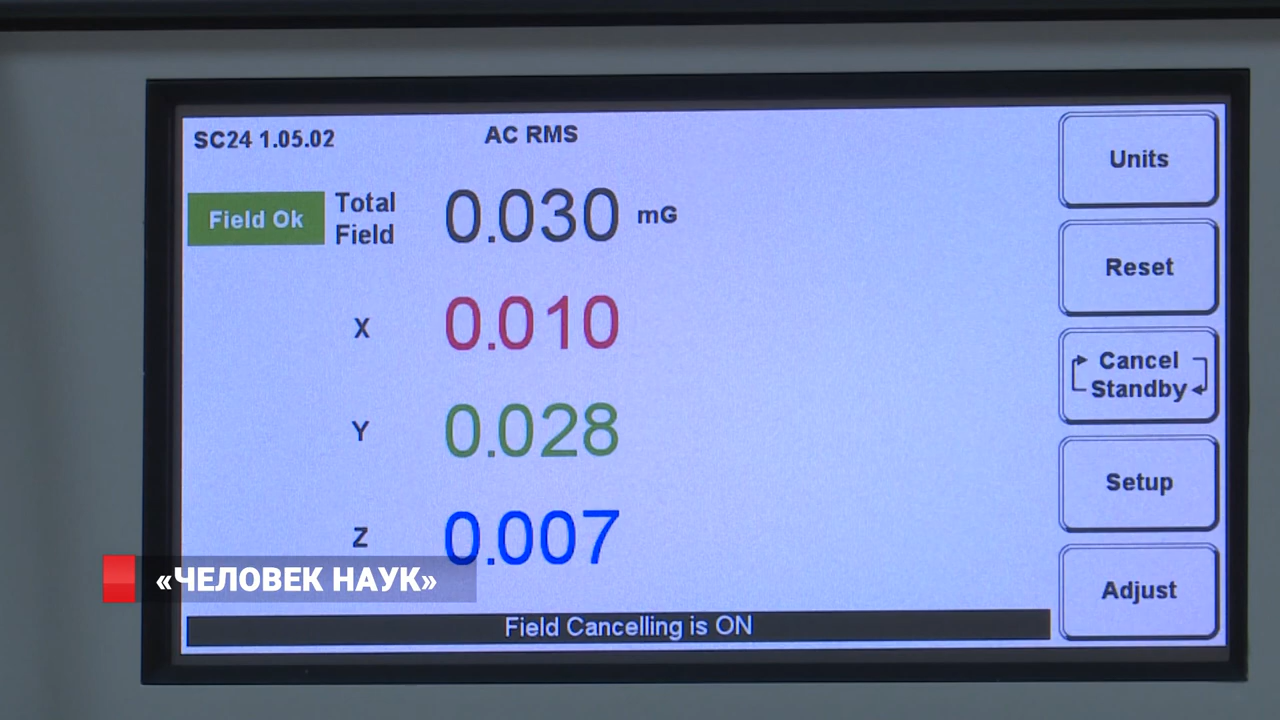 SC24 1.05.02
AC RMS
Field Ok
Total
Field
0.030 mG
X 0.010
Y 0.028
Z 0.007
Field Cancelling is ON
Units
Reset
Cancel
Standby
Setup
Adjust
«ЧЕЛОВЕК НАУК»